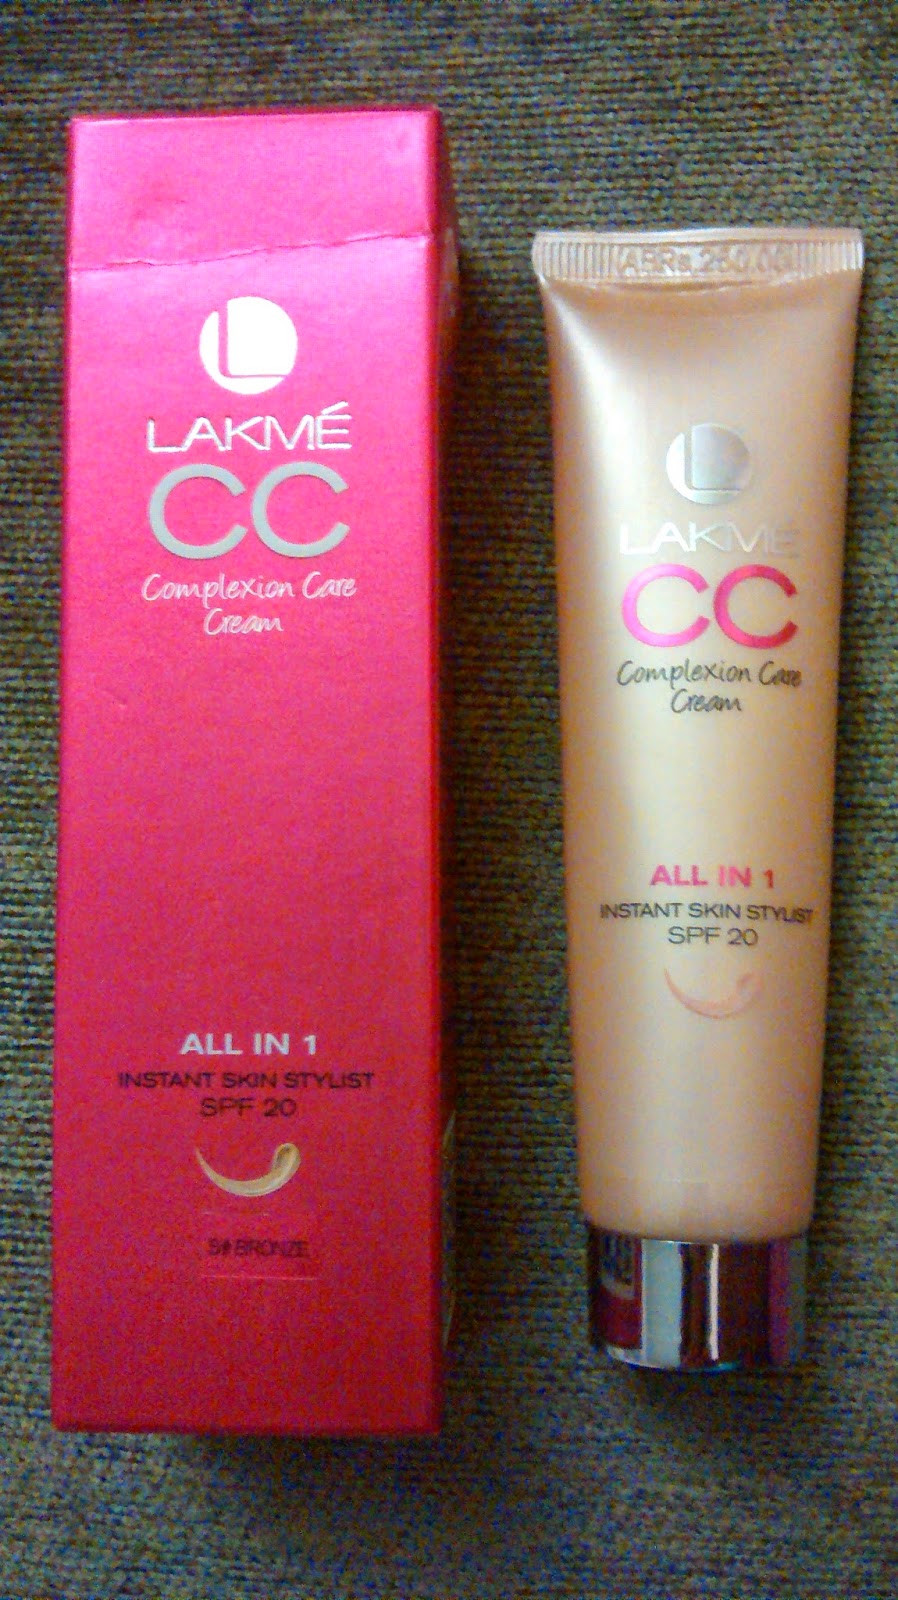 L
LAKMÉ
CC
Complexion Care
Cream
ALL IN 1
INSTANT SKIN STYLIST
SPF 20
BRONZE
L
LAKMÉ
CC
Complexion Care
Cream
ALL IN 1
INSTANT SKIN STYLIST
SPF 20